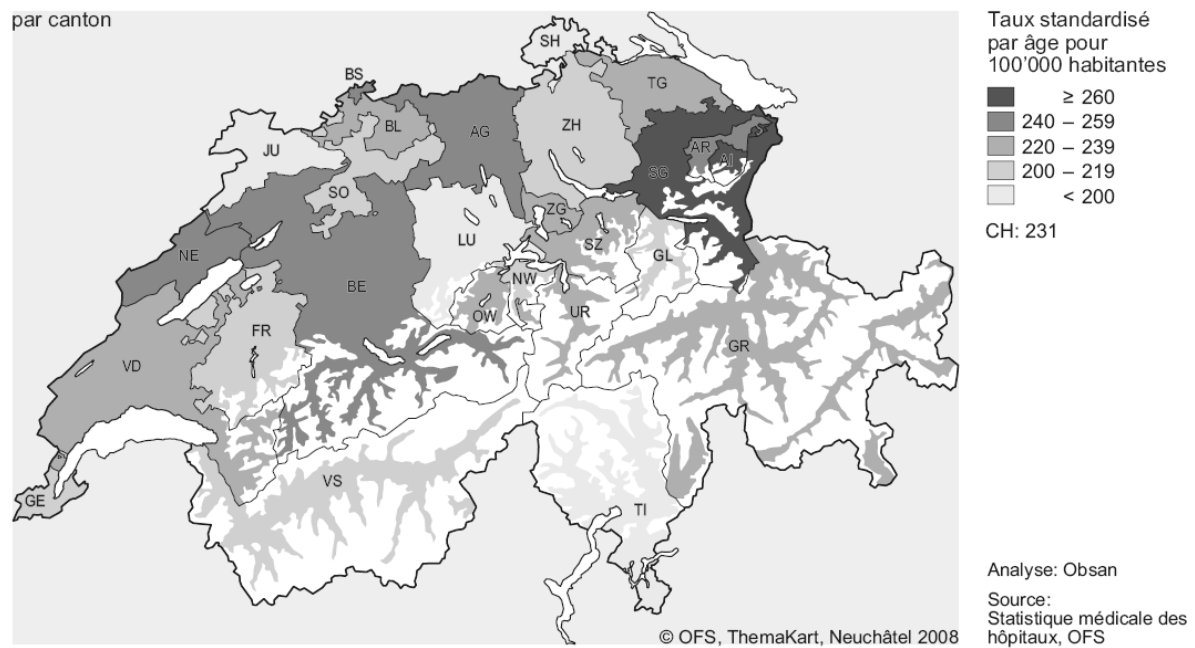 par canton
SH
BS
TG
BL
AG
ZH
JU
AR
AI
SG
SO
ZG
LU
SZ
NE
GL
NW
BE
OW
UR
FR
GR
VD
VS
GE
TI
© OFS, ThemaKart, Neuchâtel 2008
Taux standardisé
par âge pour
100'000 habitantes
≥ 260
240 – 259
220 – 239
200 – 219
< 200
CH: 231
Analyse: Obsan
Source:
Statistique médicale des
hôpitaux, OFS